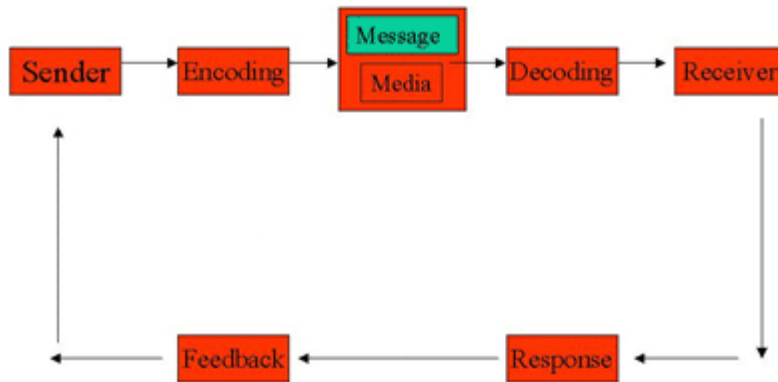 Sender
Encoding
Message
Media
Decoding
Receiver
Feedback
Response